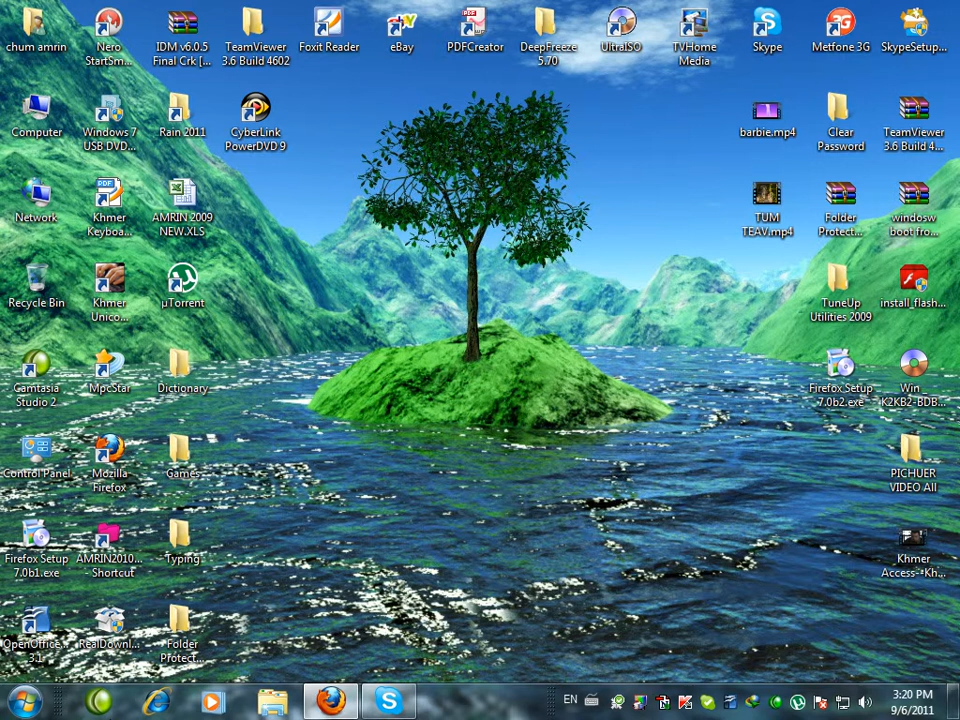 chum amrin
Nero
StartSm...
IDM v6.0.5
Final Crk [...
TeamViewer
3.6 Build 4602
Foxit Reader
eBay
PDFCreator
DeepFreeze
5.70
UltraISO
TVHome
Media
Skype
Metfone 3G
SkypeSetup...
Computer
Windows 7
USB DVD...
Rain 2011
CyberLink
PowerDVD 9
barbie.mp4
Clear
Password
TeamViewer
3.6 Build 4...
Network
Khmer
Keyboa...
AMRIN 2009
NEW.XLS
TUM
TEAV.mp4
Folder
Protect...
windosw
boot fro...
Recycle Bin
Khmer
Unico...
µTorrent
TuneUp
Utilities 2009
install_flash...
Camtasia
Studio 2
MpcStar
Dictionary
Firefox Setup
7.0b2.exe
Win
K2KB2-BDB...
Control Panel
Mozilla
Firefox
Games
PICHUER
VIDEO All
Firefox Setup
7.0b1.exe
AMRIN2010...
- Shortcut
Typing
Khmer
Access-*Kh...
OpenOffice...
3.1
RealDownl...
Folder
Protect...
EN
3:20 PM
9/6/2011